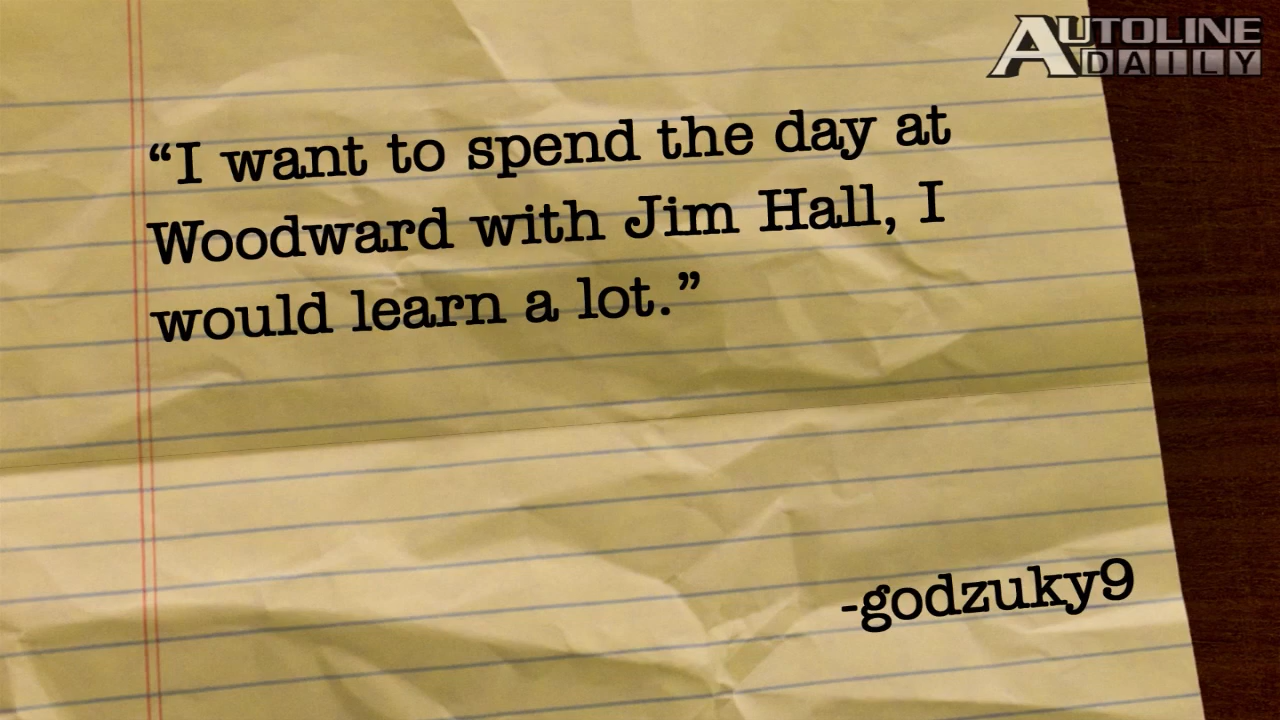 AUTOLINE
DAILY
“I want to spend the day at
Woodward with Jim Hall, I
would learn a lot.”
-godzuky9